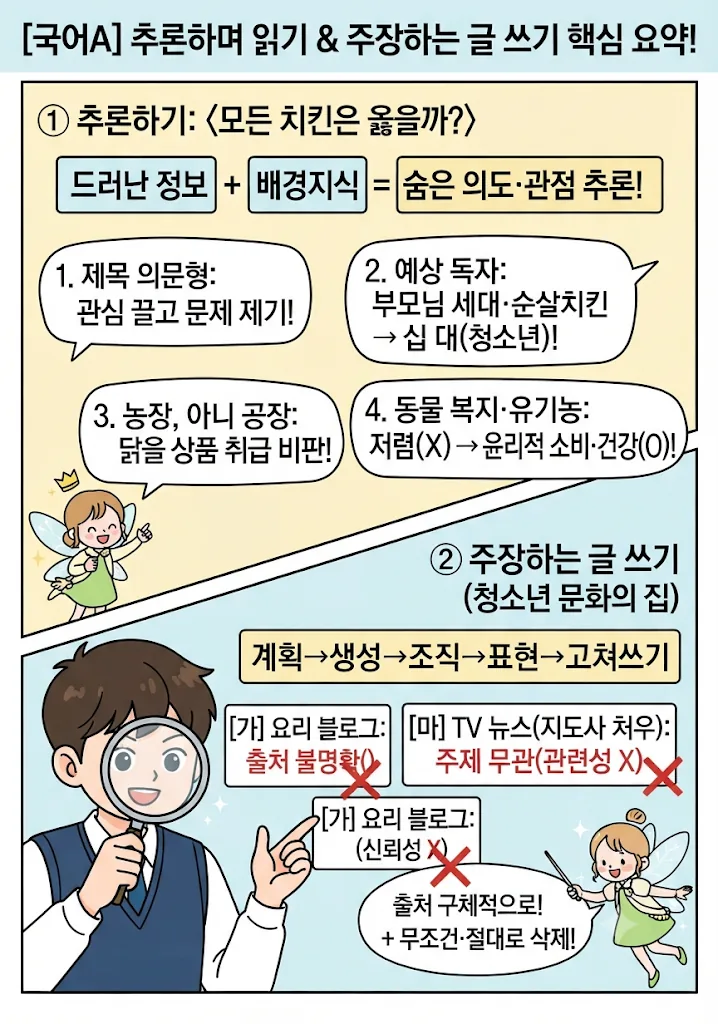 [국어A] 추론하며 읽기 & 주장하는 글 쓰기 핵심 요약!
① 추론하기: <모든 치킨은 옳을까?>
드러난 정보 + 배경지식 = 숨은 의도·관점 추론!
1. 제목 의문형:
관심 끌고 문제 제기!
2. 예상 독자:
부모님 세대·순살치킨
→ 십 대(청소년)!
3. 농장, 아니 공장:
닭을 상품 취급 비판!
4. 동물 복지·유기농:
저렴(X) → 윤리적 소비·건강(O)!
② 주장하는 글 쓰기
(청소년 문화의 집)
계획→생성→조직→표현→고쳐쓰기
[가] 요리 블로그:
출처 불명확()
[마] TV 뉴스(지도사 처우):
주제 무관(관련성 X)
[가] 요리 블로그:
(신뢰성 X)
출처 구체적으로!
+ 무조건·절대로 삭제!